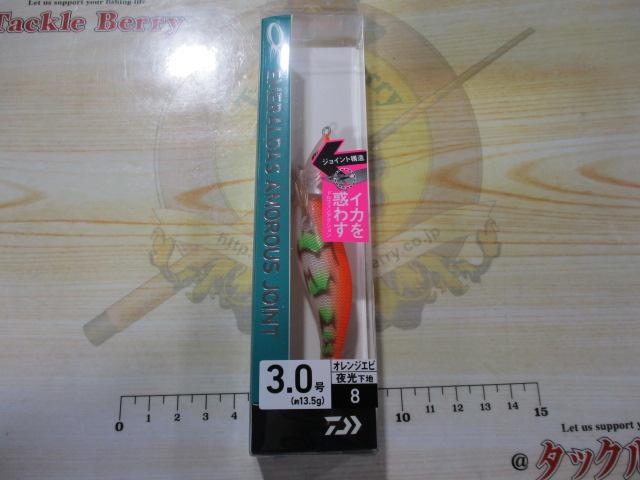 Let us support your fishing life
Tackle Berry
EMERALDAS AMOROUS JOINT
ジョイント構造
イカを
惑わす
オレンジエビ
夜光下地
8
3.0号
(約13.5g)
DAIWA
0 1 2 3 4 10 11 12 13 14 15
Let us support your
@タックル